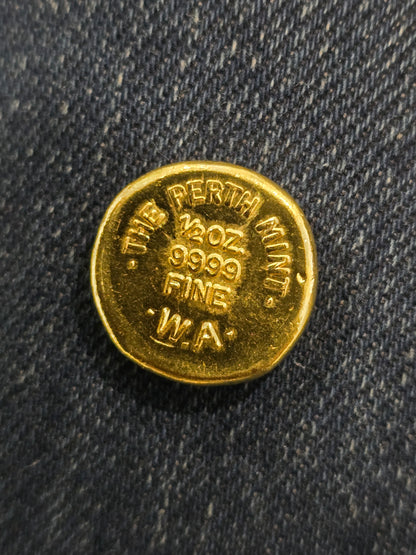 ·THE PERTH MINT·
½OZ.
9999
FINE
·W.A·